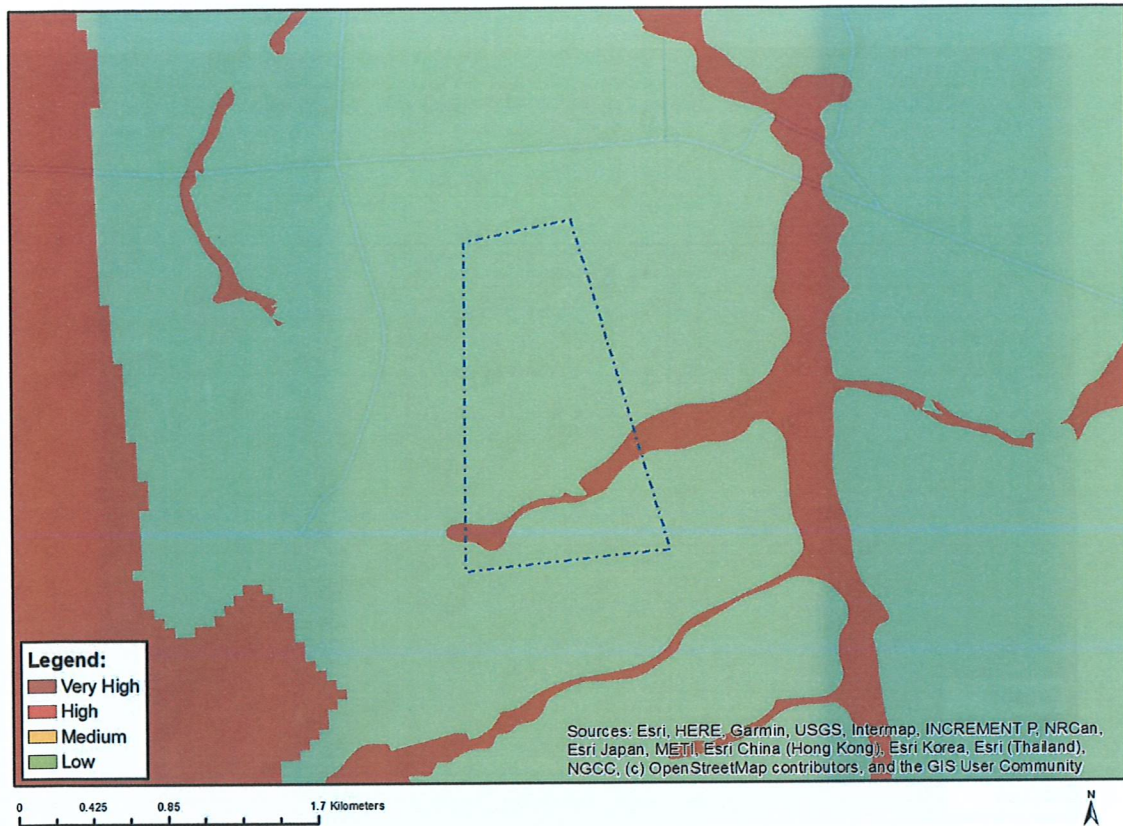 Legend:
Very High
High
Medium
Low
Sources: Esri, HERE, Garmin, USGS, Intermap, INCREMENT P, NRCan,
Esri Japan, METI, Esri China (Hong Kong), Esri Korea, Esri (Thailand),
NGCC, (c) OpenStreetMap contributors, and the GIS User Community
0 0.425 0.85 1.7 Kilometers
N